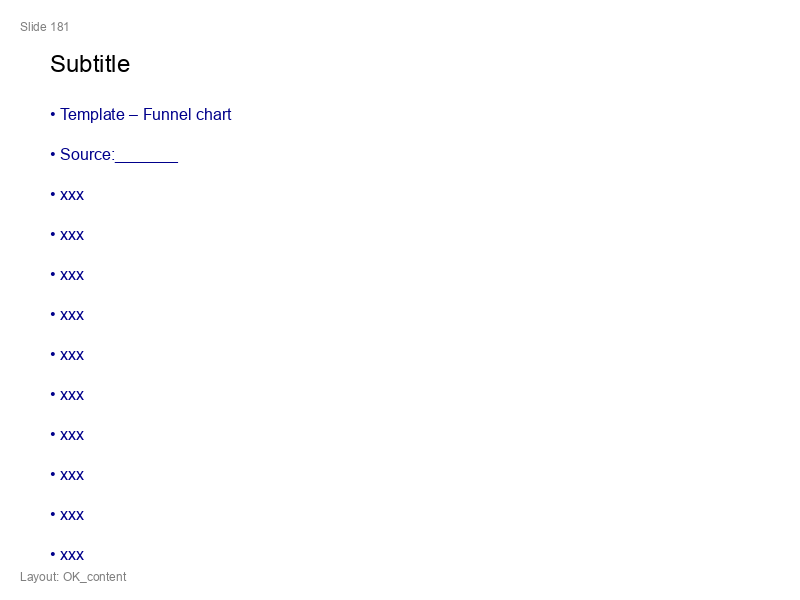 Slide 181
Subtitle
• Template – Funnel chart
• Source:_______
• xxx
• xxx
• xxx
• xxx
• xxx
• xxx
• xxx
• xxx
• xxx
• xxx
Layout: OK_content